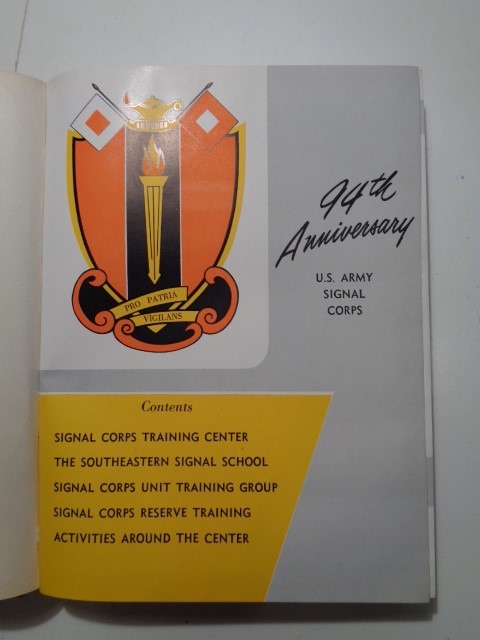 94th
Anniversary
U.S. ARMY
SIGNAL
CORPS
PRO PATRIA
VIGILANS
Contents
SIGNAL CORPS TRAINING CENTER
THE SOUTHEASTERN SIGNAL SCHOOL
SIGNAL CORPS UNIT TRAINING GROUP
SIGNAL CORPS RESERVE TRAINING
ACTIVITIES AROUND THE CENTER